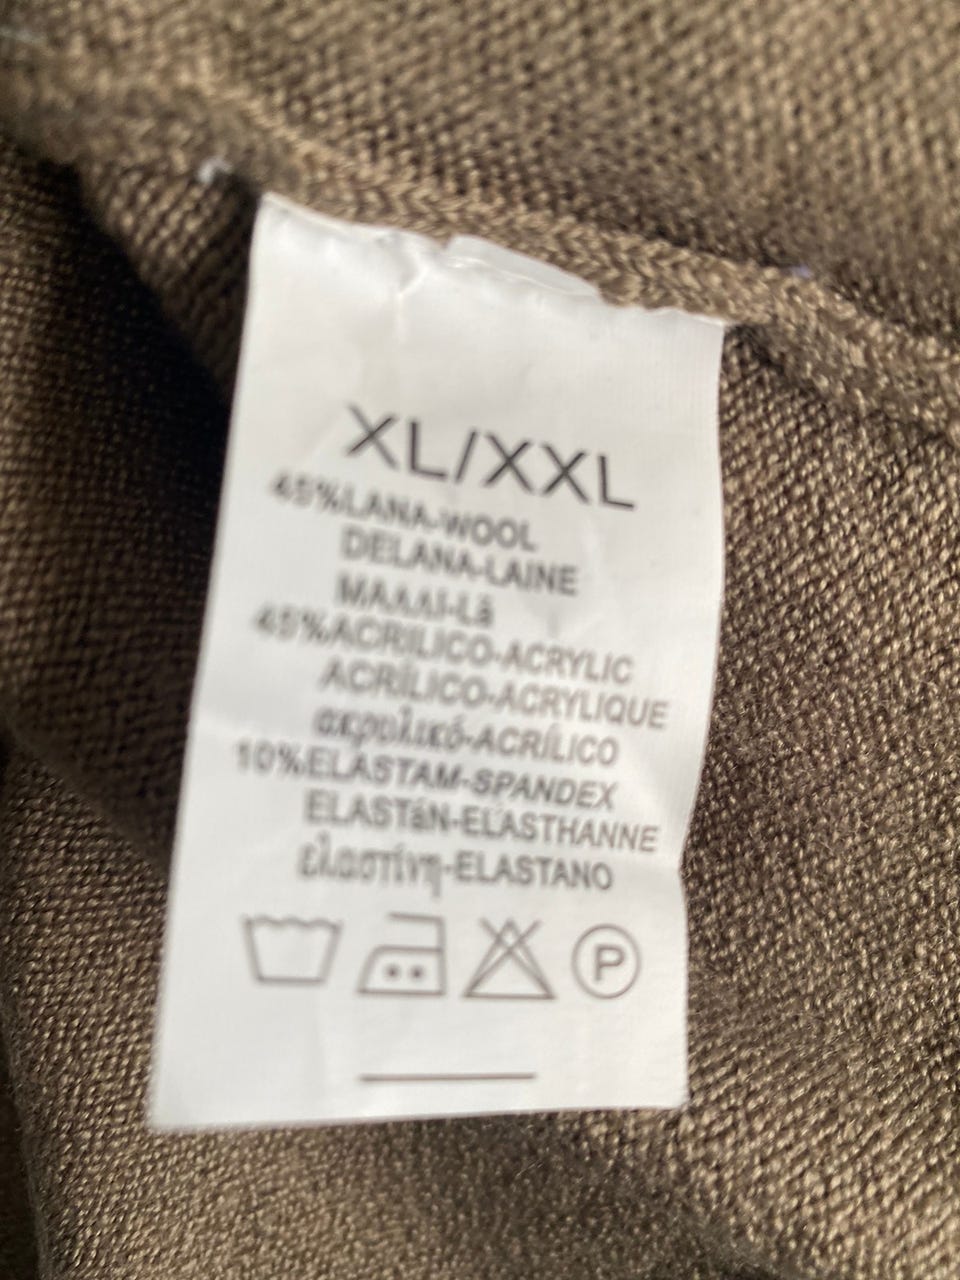 XL/XXL
45%LANA-WOOL
DELANA-LAINE
ΜΑΛΛΙ-Lã
45%ACRILICO-ACRYLIC
ACRÍLICO-ACRYLIQUE
ακρυλικό-ACRÍLICO
10%ELASTAM-SPANDEX
ELASTáN-ELASTHANNE
ελαστίνη-ELASTANO
P